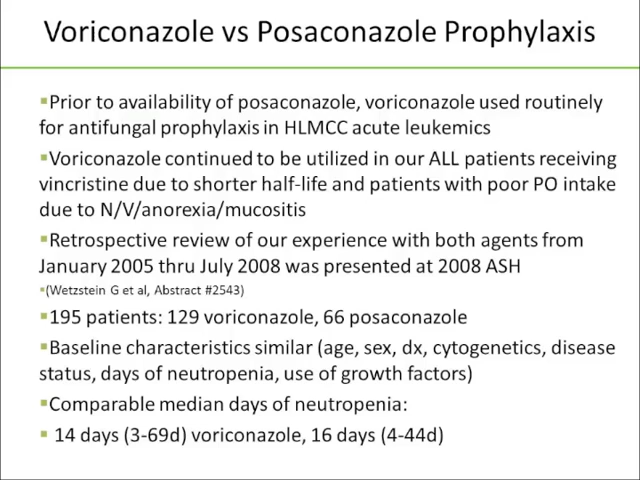 Voriconazole vs Posaconazole Prophylaxis
▪Prior to availability of posaconazole, voriconazole used routinely
for antifungal prophylaxis in HLMCC acute leukemics
▪Voriconazole continued to be utilized in our ALL patients receiving
vincristine due to shorter half-life and patients with poor PO intake
due to N/V/anorexia/mucositis
▪Retrospective review of our experience with both agents from
January 2005 thru July 2008 was presented at 2008 ASH
▪(Wetzstein G et al, Abstract #2543)
▪195 patients: 129 voriconazole, 66 posaconazole
▪Baseline characteristics similar (age, sex, dx, cytogenetics, disease
status, days of neutropenia, use of growth factors)
▪Comparable median days of neutropenia:
▪ 14 days (3-69d) voriconazole, 16 days (4-44d)